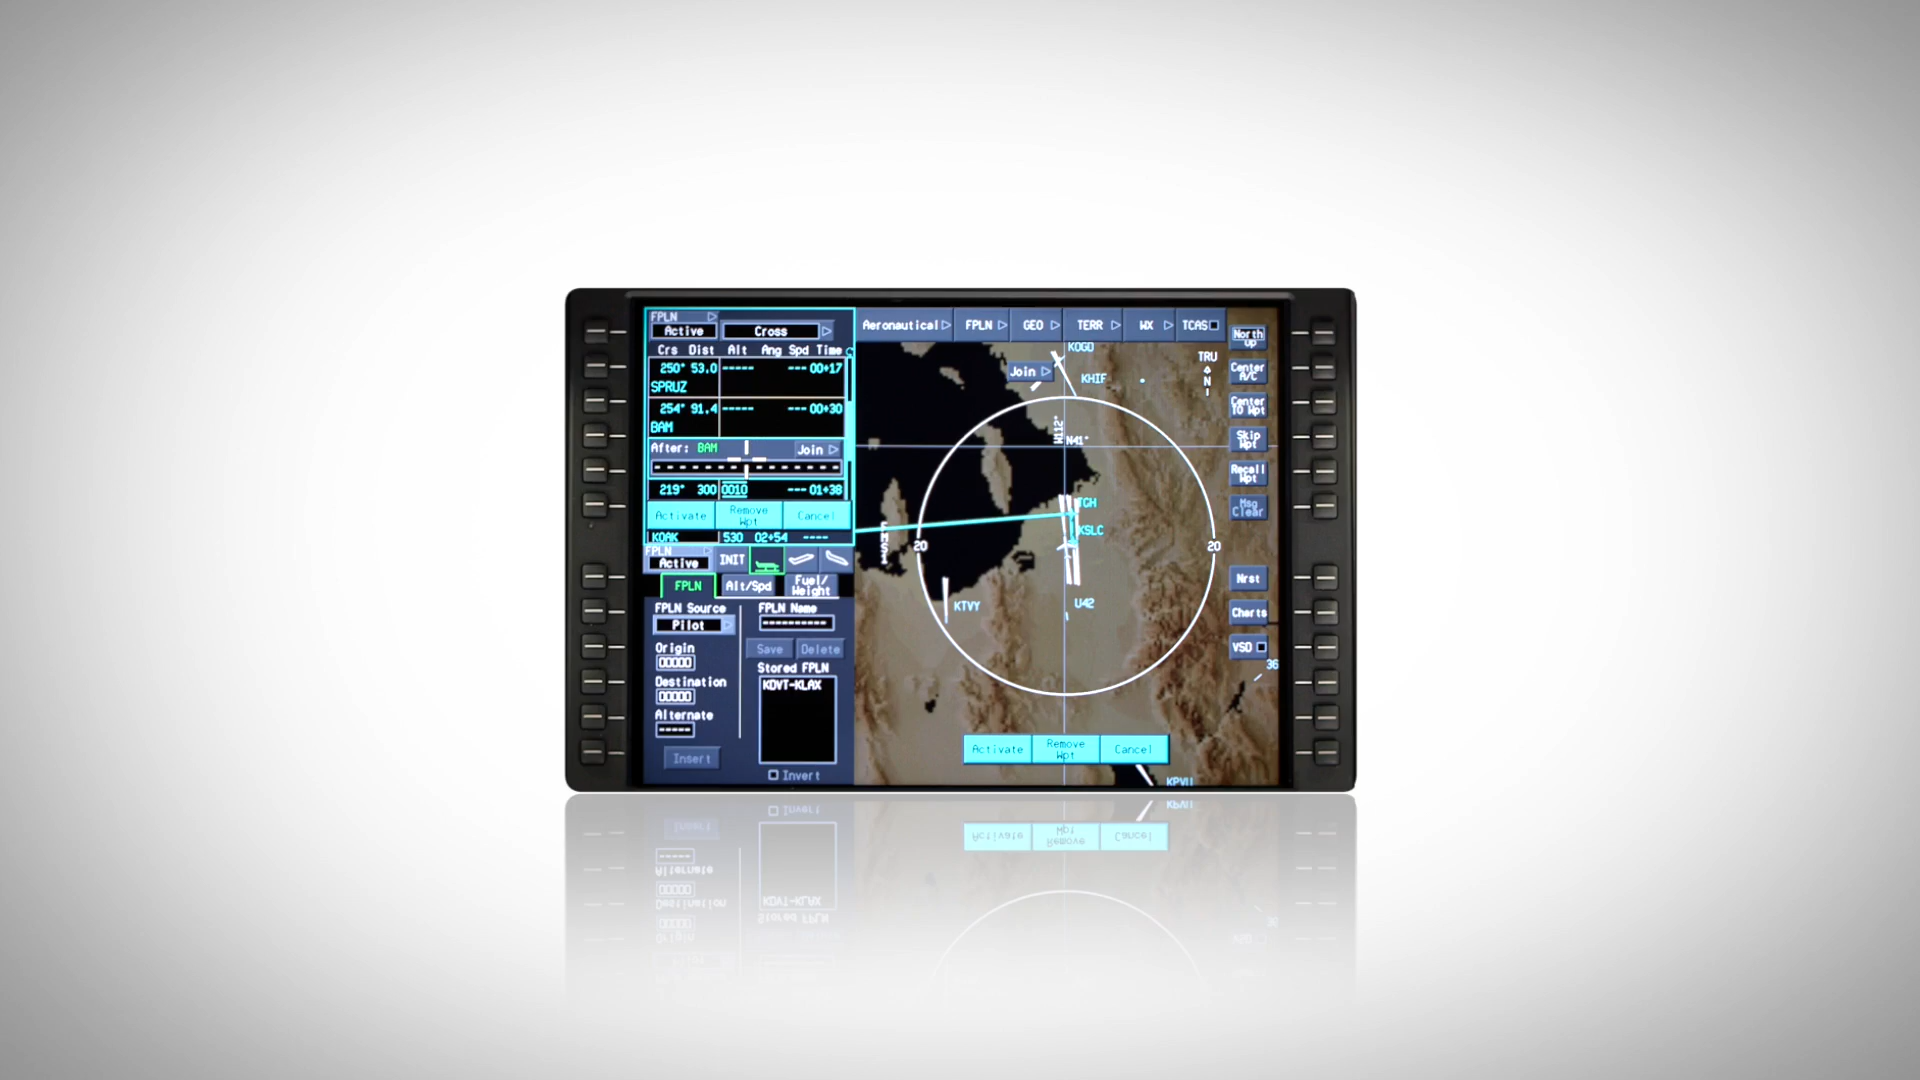 FPLN
Active Cross
Crs Dist Alt Ang Spd Time
250° 53.0 ----- --- 00+17
SPRUZ
254° 91.4 ----- --- 00+30
BAM
After: BAM Join
219° 300 0010 --- 01+38
Activate Remove Wpt Cancel
KOAK 530 02+54 ----
FPLN
Active INIT
FPLN Alt/Spd Fuel/Weight
FPLN Source
Pilot
Origin
00000
Destination
00000
Alternate
-----
Insert
FPLN Name
----------
Save Delete
Stored FPLN
KDVT-KLAX
Invert
Aeronautical FPLN GEO TERR WX TCAS
North Up
Center A/C
Center TO Wpt
Skip Wpt
Recall Wpt
Msg Clear
Nrst
Charts
VSD
TRU
N
KOGD
Join
KHIF
W112°
N41°
TCH
KSLC
20
20
KTVY
U42
36
Activate Remove Wpt Cancel
KPVU